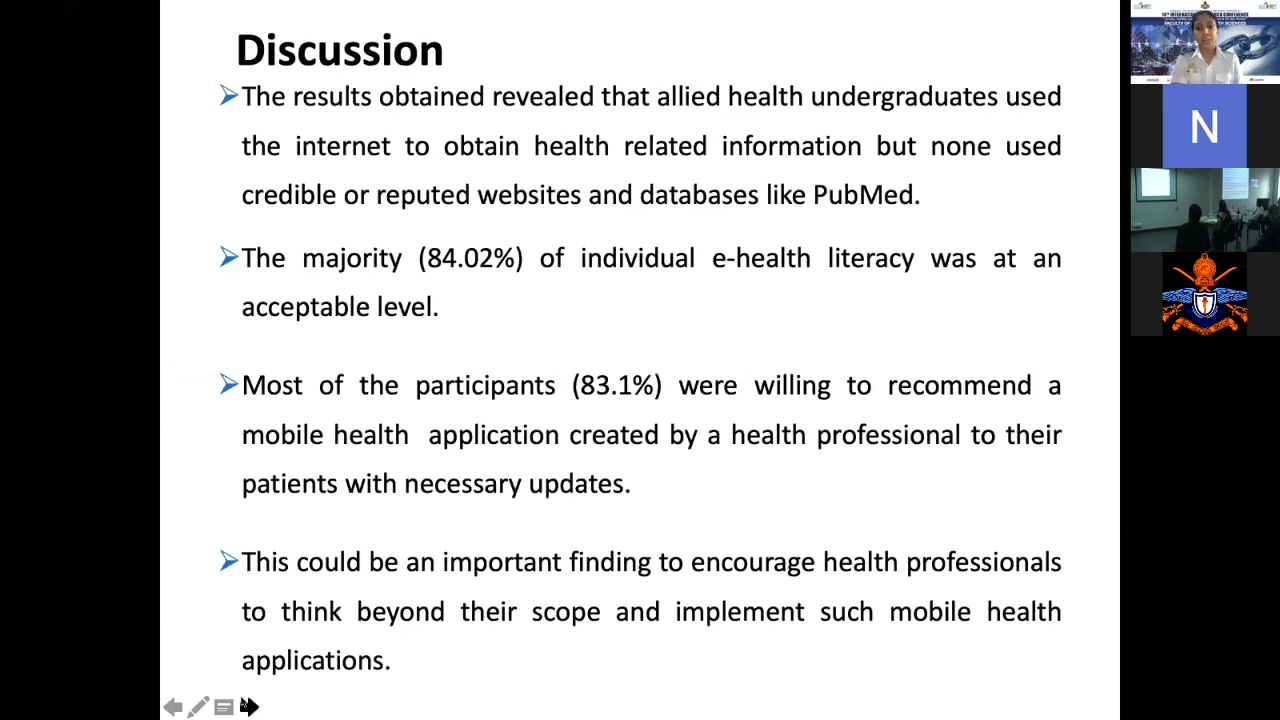 Discussion
The results obtained revealed that allied health undergraduates used
the internet to obtain health related information but none used
credible or reputed websites and databases like PubMed.
The majority (84.02%) of individual e-health literacy was at an
acceptable level.
Most of the participants (83.1%) were willing to recommend a
mobile health application created by a health professional to their
patients with necessary updates.
This could be an important finding to encourage health professionals
to think beyond their scope and implement such mobile health
applications.
N